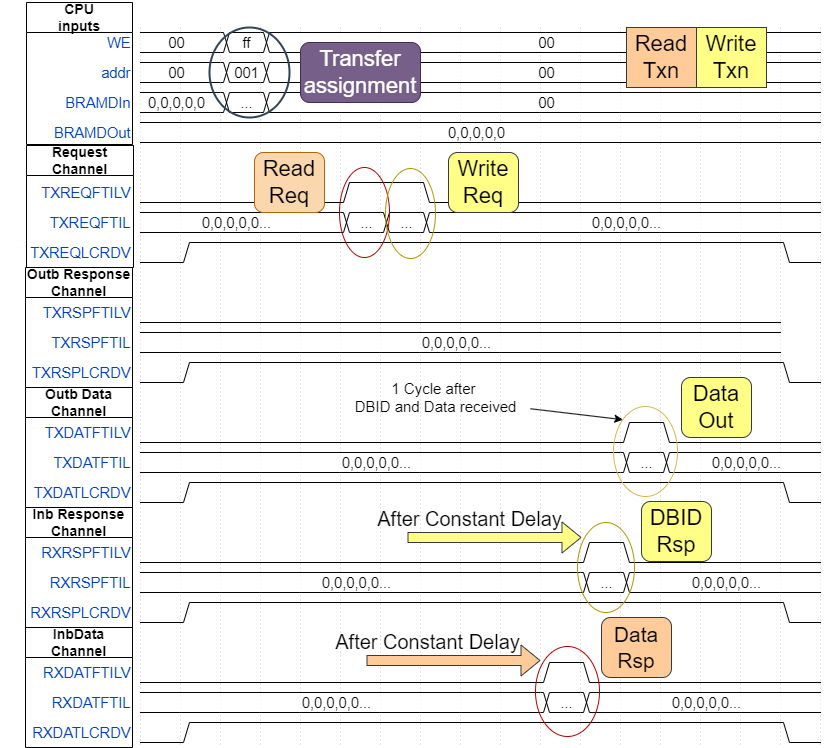 CPU
inputs
WE 00 ff 00
addr 00 001 00
BRAMDIn 0,0,0,0,0 ... 00
BRAMDOut 0,0,0,0,0
Transfer
assignment
Read
Txn
Write
Txn
Request
Channel
TXREQFTILV
TXREQFTIL 0,0,0,0,0... ... ... 0,0,0,0,0...
TXREQLCRDV
Read
Req
Write
Req
Outb Response
Channel
TXRSPFTILV
TXRSPFTIL 0,0,0,0,0...
TXRSPLCRDV
Outb Data
Channel
1 Cycle after
DBID and Data received
Data
Out
TXDATFTILV
TXDATFTIL 0,0,0,0,0... ... 0,0,0,0,0...
TXDATLCRDV
Inb Response
Channel
After Constant Delay
DBID
Rsp
RXRSPFTILV
RXRSPFTIL 0,0,0,0,0... ... 0,0,0,0,0...
RXRSPLCRDV
InbData
Channel
After Constant Delay
Data
Rsp
RXDATFTILV
RXDATFTIL 0,0,0,0,0... ... 0,0,0,0,0...
RXDATLCRDV